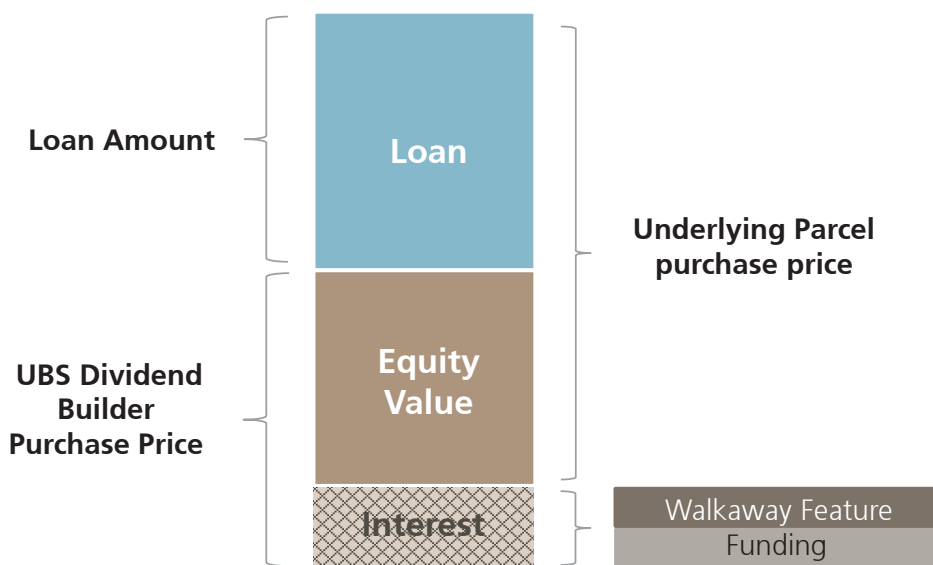 Loan Amount
Loan
Underlying Parcel
purchase price
UBS Dividend
Builder
Purchase Price
Equity
Value
Interest
Walkaway Feature
Funding